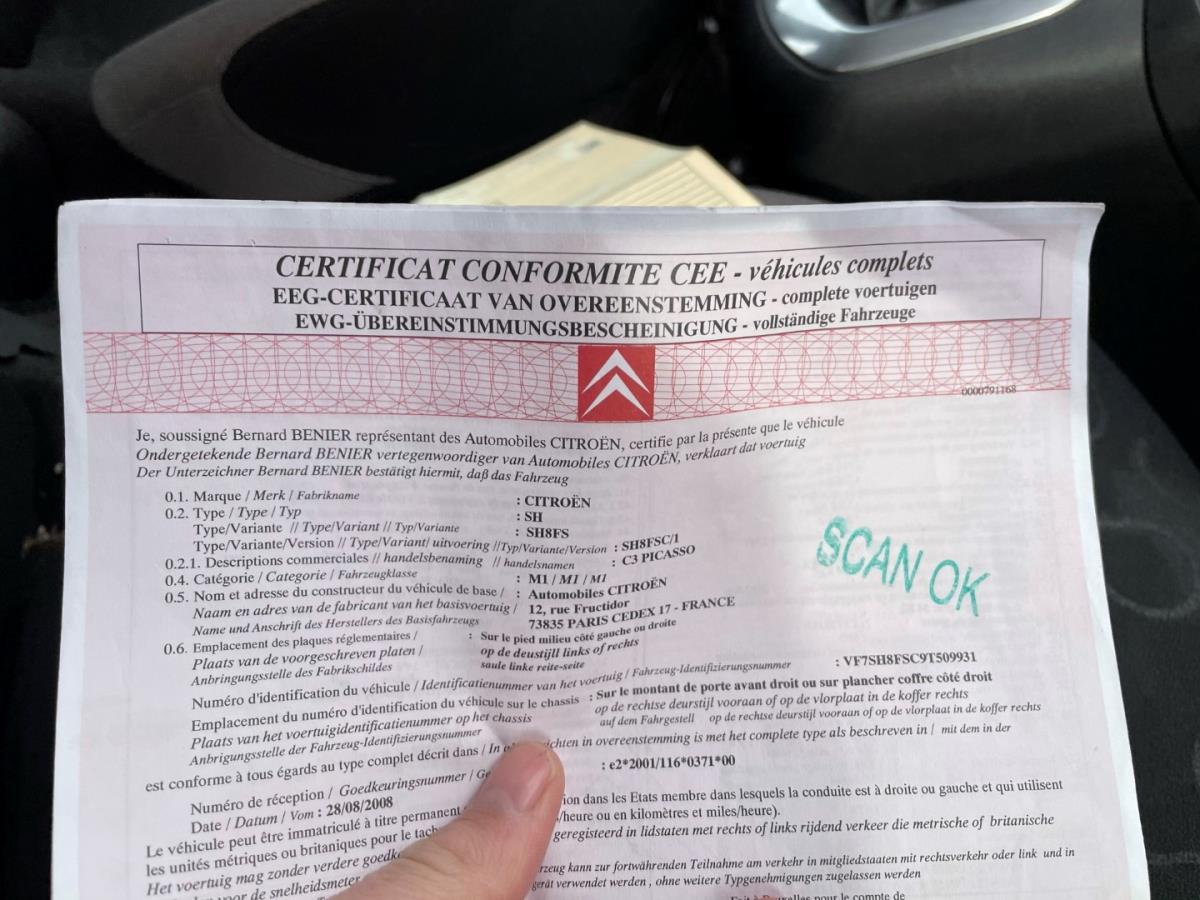 CERTIFICAT CONFORMITE CEE - véhicules complets
EEG-CERTIFICAAT VAN OVEREENSTEMMING - complete voertuigen
EWG-ÜBEREINSTIMMUNGSBESCHEINIGUNG - vollständige Fahrzeuge
0000791168
Je, soussigné Bernard BENIER représentant des Automobiles CITROËN, certifie par la présente que le véhicule
Ondergetekende Bernard BENIER vertegenwoordiger van Automobiles CITROËN, verklaart dat voertuig
Der Unterzeichner Bernard BENIER bestätigt hiermit, daß das Fahrzeug
0.1. Marque / Merk / Fabrikname : CITROËN
0.2. Type / Type / Typ : SH
Type/Variante // Type/Variant // Typ/Variante : SH8FS
Type/Variante/Version // Type/Variant/ uitvoering //Typ/Variante/Version : SH8FSC/1
0.2.1. Descriptions commerciales // handelsbenaming // handelsnamen : C3 PICASSO
0.4. Catégorie / Categorie / Fahrzeugklasse : M1 / M1 / M1
0.5. Nom et adresse du constructeur du véhicule de base / : Automobiles CITROËN
Naam en adres van de fabricant van het basisvoertuig / 12, rue Fructidor
Name und Anschrift des Herstellers des Basisfahrzeugs 73835 PARIS CEDEX 17 - FRANCE
0.6. Emplacement des plaques réglementaires / : Sur le pied milieu côté gauche ou droite
Plaats van de voorgeschreven platen / op de deustijll links of rechts
Anbringungsstelle des Fabrikschildes saule linke reite-seite
Numéro d'identification du véhicule / Identificatienummer van het voertuig / Fahrzeug-Identifizierungsnummer : VF7SH8FSC9T509931
Emplacement du numéro d'identification du véhicule sur le chassis : Sur le montant de porte avant droit ou sur plancher coffre côté droit
Plaats van het voertuigidentificatienummer op het chassis op de rechtse deurstijl vooraan of op de vlorplaat in de koffer rechts
Anbrigungsstelle der Fahrzeug-Identifizierungsnummer auf dem Fahrgestell op de rechtse deurstijl vooraan of op de vlorplaat in de koffer rechts
est conforme à tous égards au type complet décrit dans / In in overeenstemming is met het complete type als beschreven in / mit dem in der
Numéro de réception / Goedkeuringsnummer / : e2*2001/116*0371*00
Date / Datum / Vom : 28/08/2008
Le véhicule peut être immatriculé à titre permanent dans les Etats membre dans lesquels la conduite est à droite ou gauche et qui utilisent
les unités métriques ou britaniques pour le /heure ou en kilomètres et miles/heure).
Het voertuig mag zonder verdere geregistreerd in lidstaten met rechts of links rijdend verkeer die metrische of britanische
voor de snelheidsmeter kann zur fortwährenden Teilnahme am verkehr in mitgliedstaaten mit rechtsverkehr oder link und in
verwendet werden , ohne weitere Typgenehmigungen zugelassen werden
pour le compte de
SCAN OK